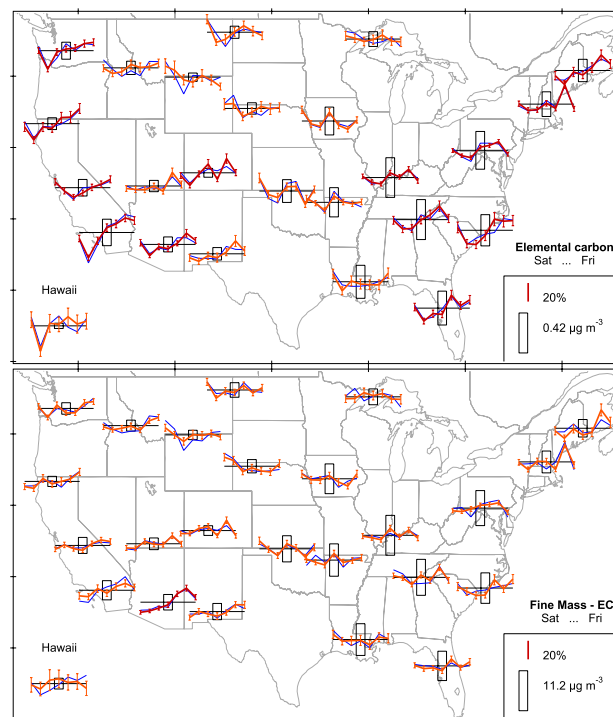 Elemental carbon
Sat ... Fri
Hawaii
20%
0.42 µg m⁻³
Fine Mass - EC
Sat ... Fri
Hawaii
20%
11.2 µg m⁻³